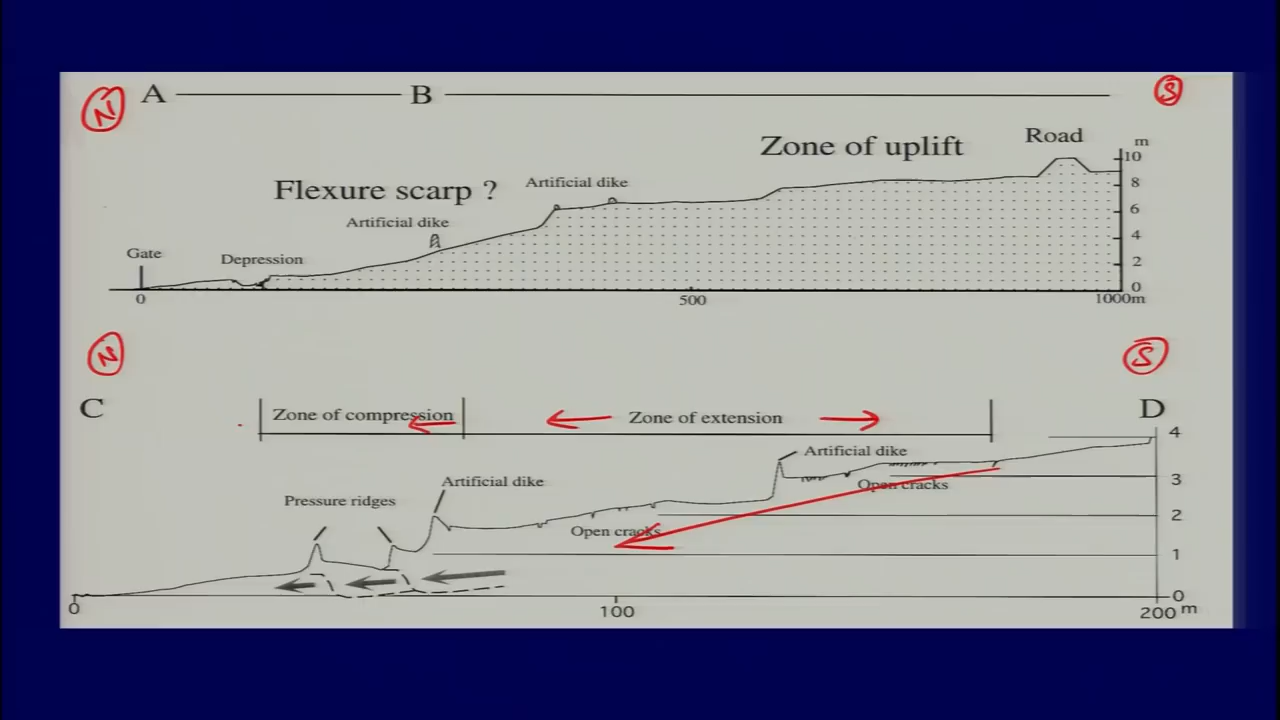 N A B S
Zone of uplift
Road
m
10
Flexure scarp ?
Artificial dike
8
6
Artificial dike
4
Gate
Depression
2
0
0 500 1000m
N S
C D
Zone of compression
Zone of extension
4
Artificial dike
3
Artificial dike
Open cracks
Pressure ridges
2
Open cracks
1
0
0 100 200 m